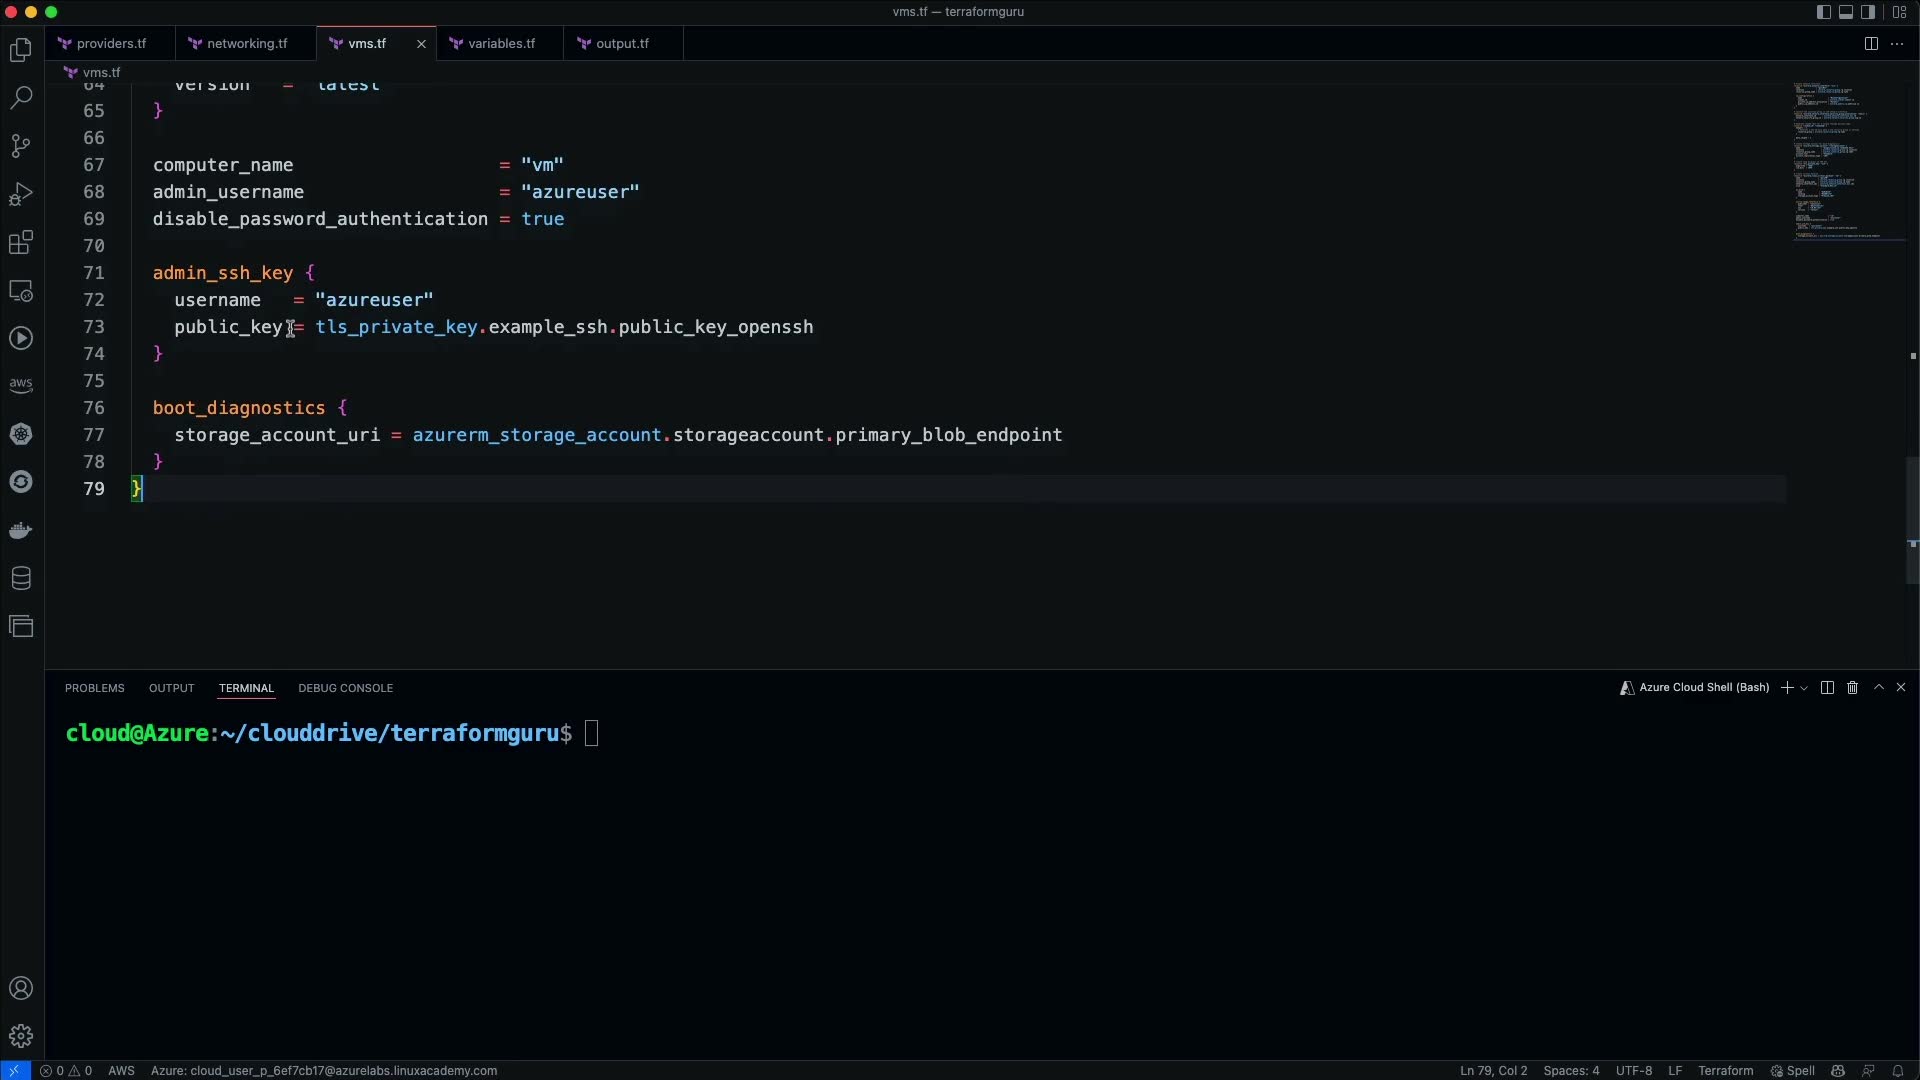 vms.tf — terraformguru
providers.tf
networking.tf
vms.tf
variables.tf
output.tf
vms.tf
64 version = "latest"
65 }
66
67 computer_name = "vm"
68 admin_username = "azureuser"
69 disable_password_authentication = true
70
71 admin_ssh_key {
72 username = "azureuser"
73 public_key = tls_private_key.example_ssh.public_key_openssh
74 }
75
76 boot_diagnostics {
77 storage_account_uri = azurerm_storage_account.storageaccount.primary_blob_endpoint
78 }
79 }
aws
PROBLEMS OUTPUT TERMINAL DEBUG CONSOLE
Azure Cloud Shell (Bash)
cloud@Azure:~/clouddrive/terraformguru$
0 0 AWS Azure: cloud_user_p_6ef7cb17@azurelabs.linuxacademy.com
Ln 79, Col 2 Spaces: 4 UTF-8 LF Terraform Spell